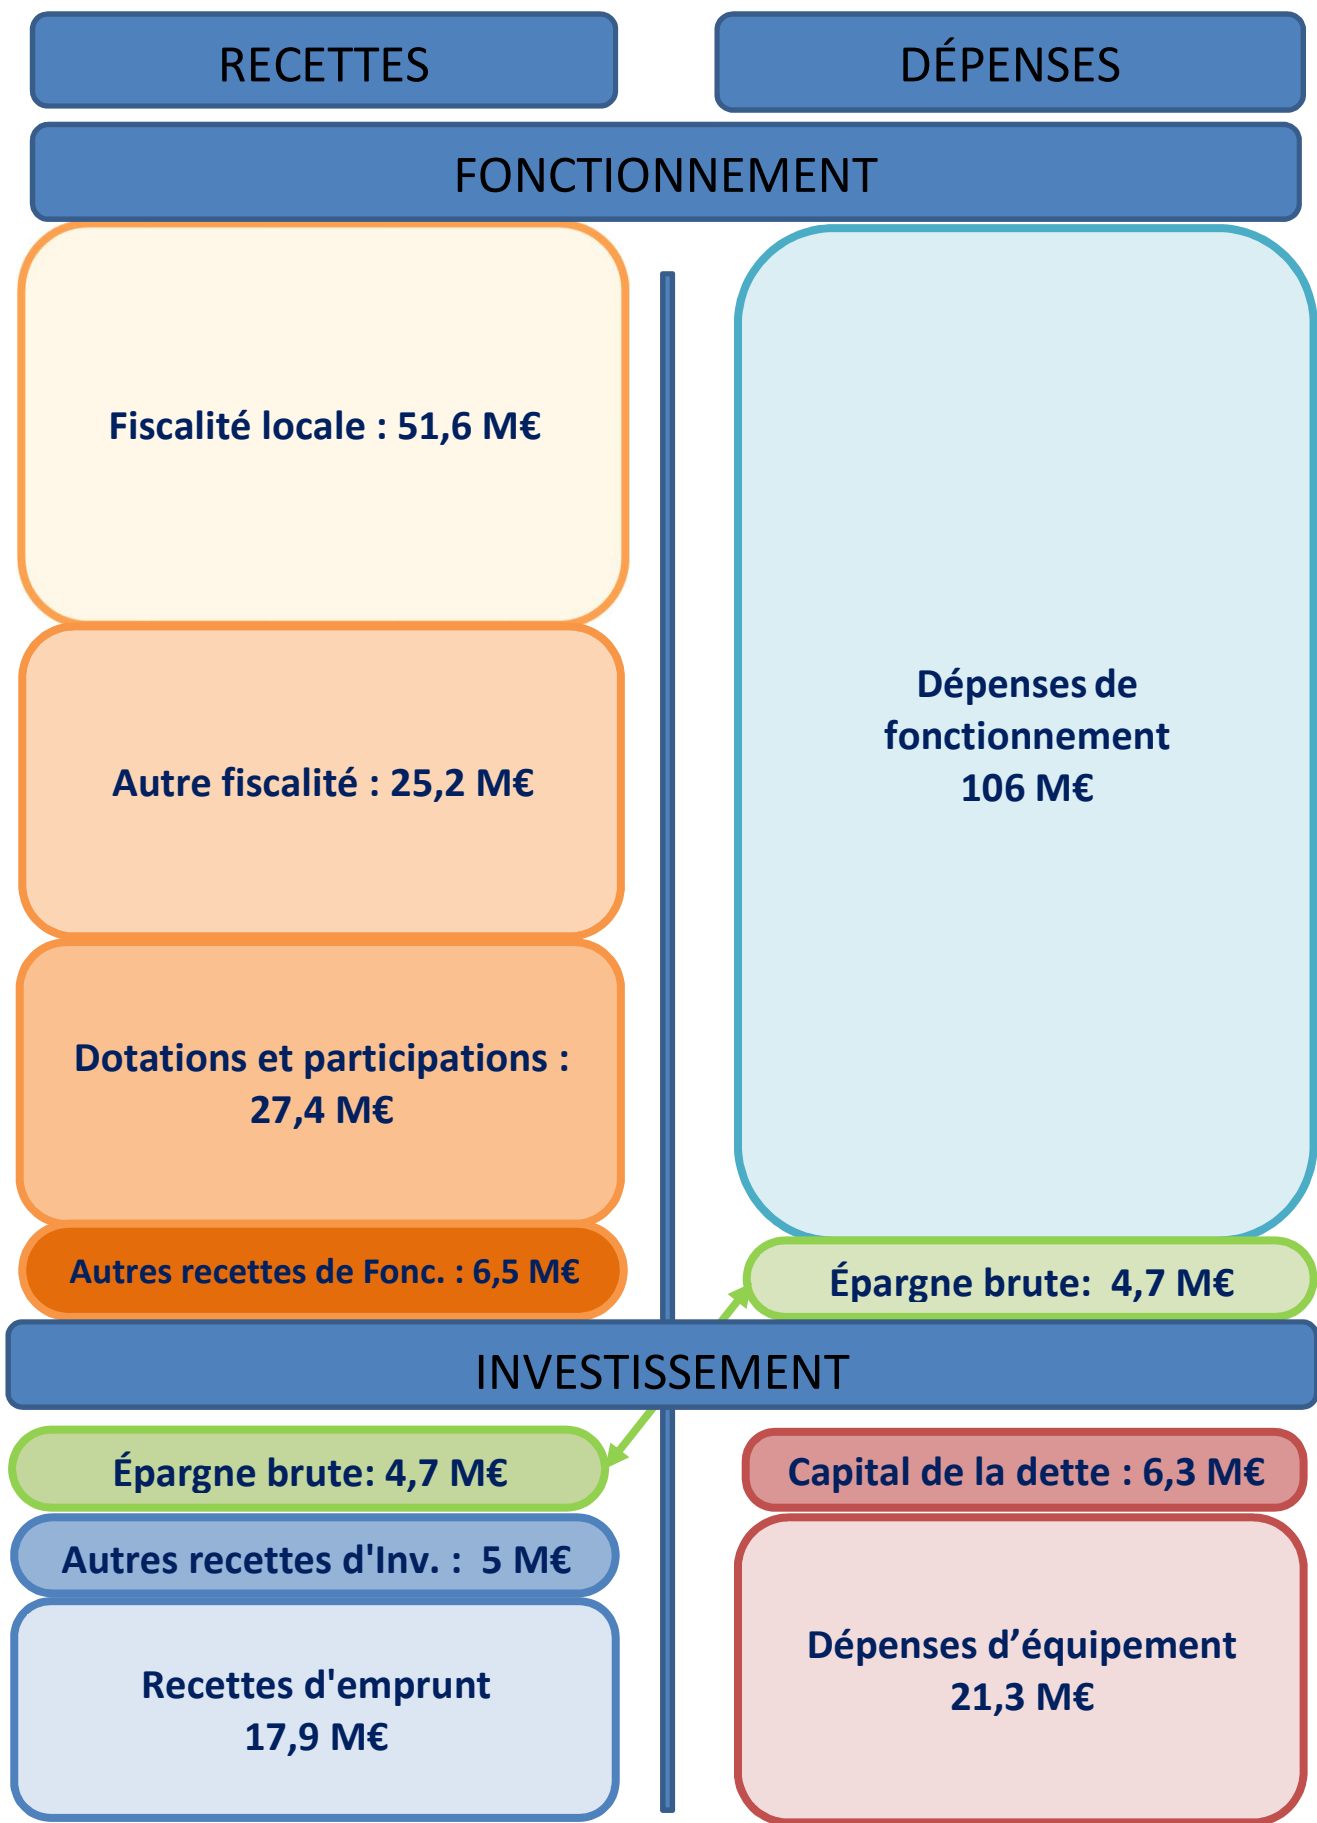 RECETTES
DÉPENSES
FONCTIONNEMENT
Fiscalité locale : 51,6 M€
Autre fiscalité : 25,2 M€
Dotations et participations :
27,4 M€
Autres recettes de Fonc. : 6,5 M€
Dépenses de
fonctionnement
106 M€
Épargne brute: 4,7 M€
INVESTISSEMENT
Épargne brute: 4,7 M€
Autres recettes d'Inv. : 5 M€
Recettes d'emprunt
17,9 M€
Capital de la dette : 6,3 M€
Dépenses d’équipement
21,3 M€